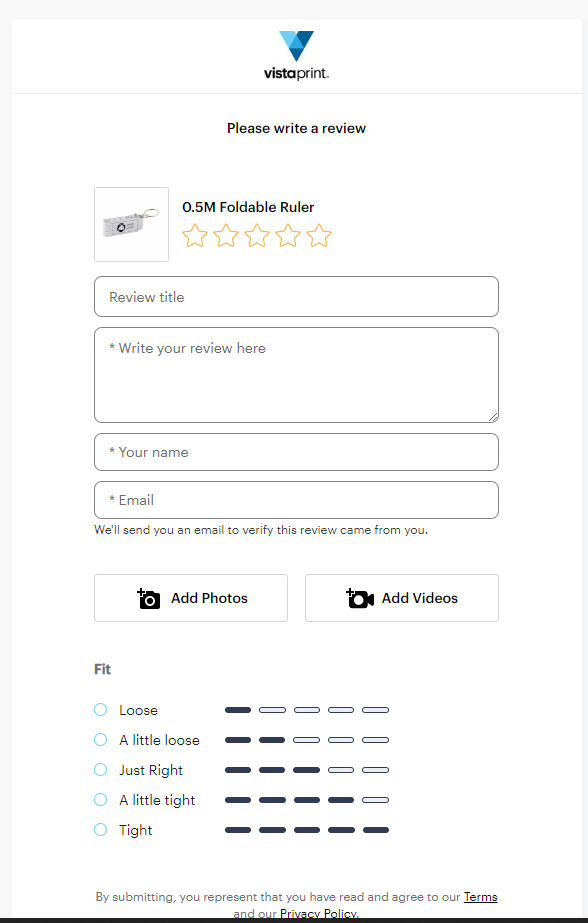 vistaprint.
Please write a review
0.5M Foldable Ruler
Review title
* Write your review here
* Your name
* Email
We'll send you an email to verify this review came from you.
Add Photos Add Videos
Fit
Loose
A little loose
Just Right
A little tight
Tight
By submitting, you represent that you have read and agree to our Terms
and our Privacy Policy.